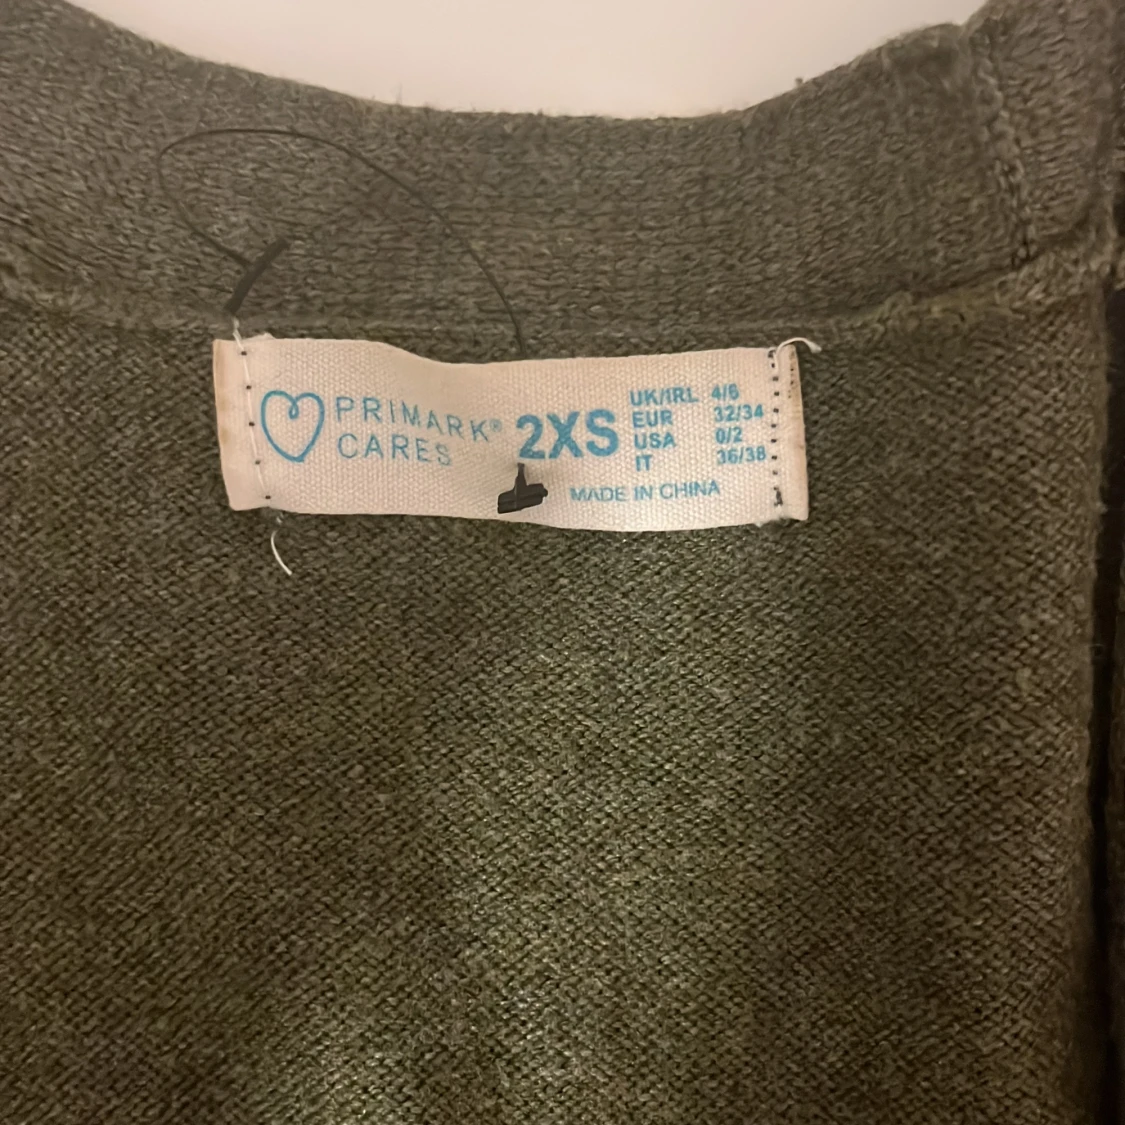 PRIMARK®
CARES
2XS
UK/IRL 4/6
EUR 32/34
USA 0/2
IT 36/38
MADE IN CHINA